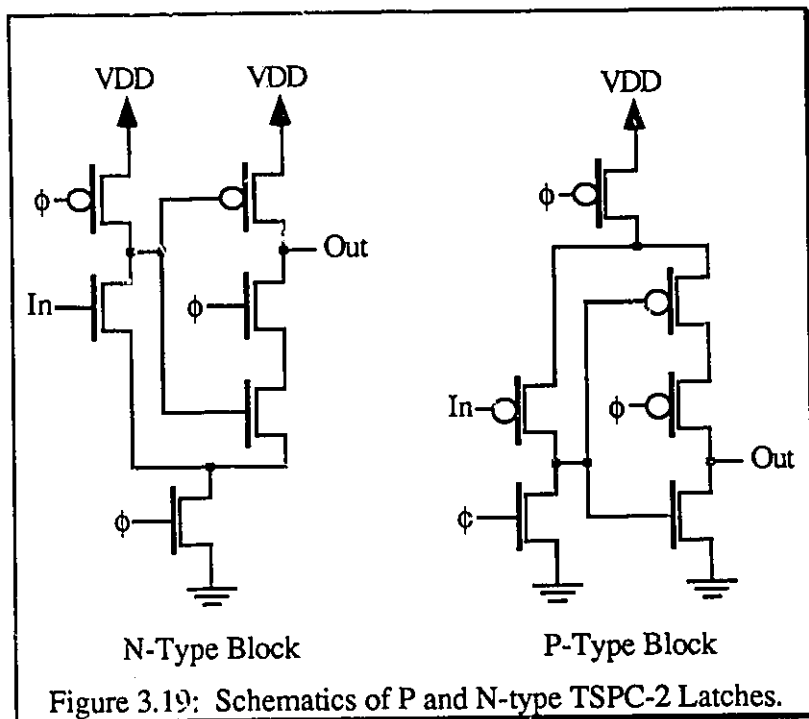 VDD VDD VDD
ϕ ϕ
Out
In ϕ
In ϕ
Out
ϕ ¢
N-Type Block P-Type Block
Figure 3.19: Schematics of P and N-type TSPC-2 Latches.